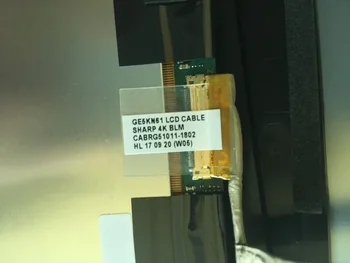 GE5KN61 LCD CABLE
SHARP 4K BLM
CABRG51011-1802
HL 17 09 20 (W05)